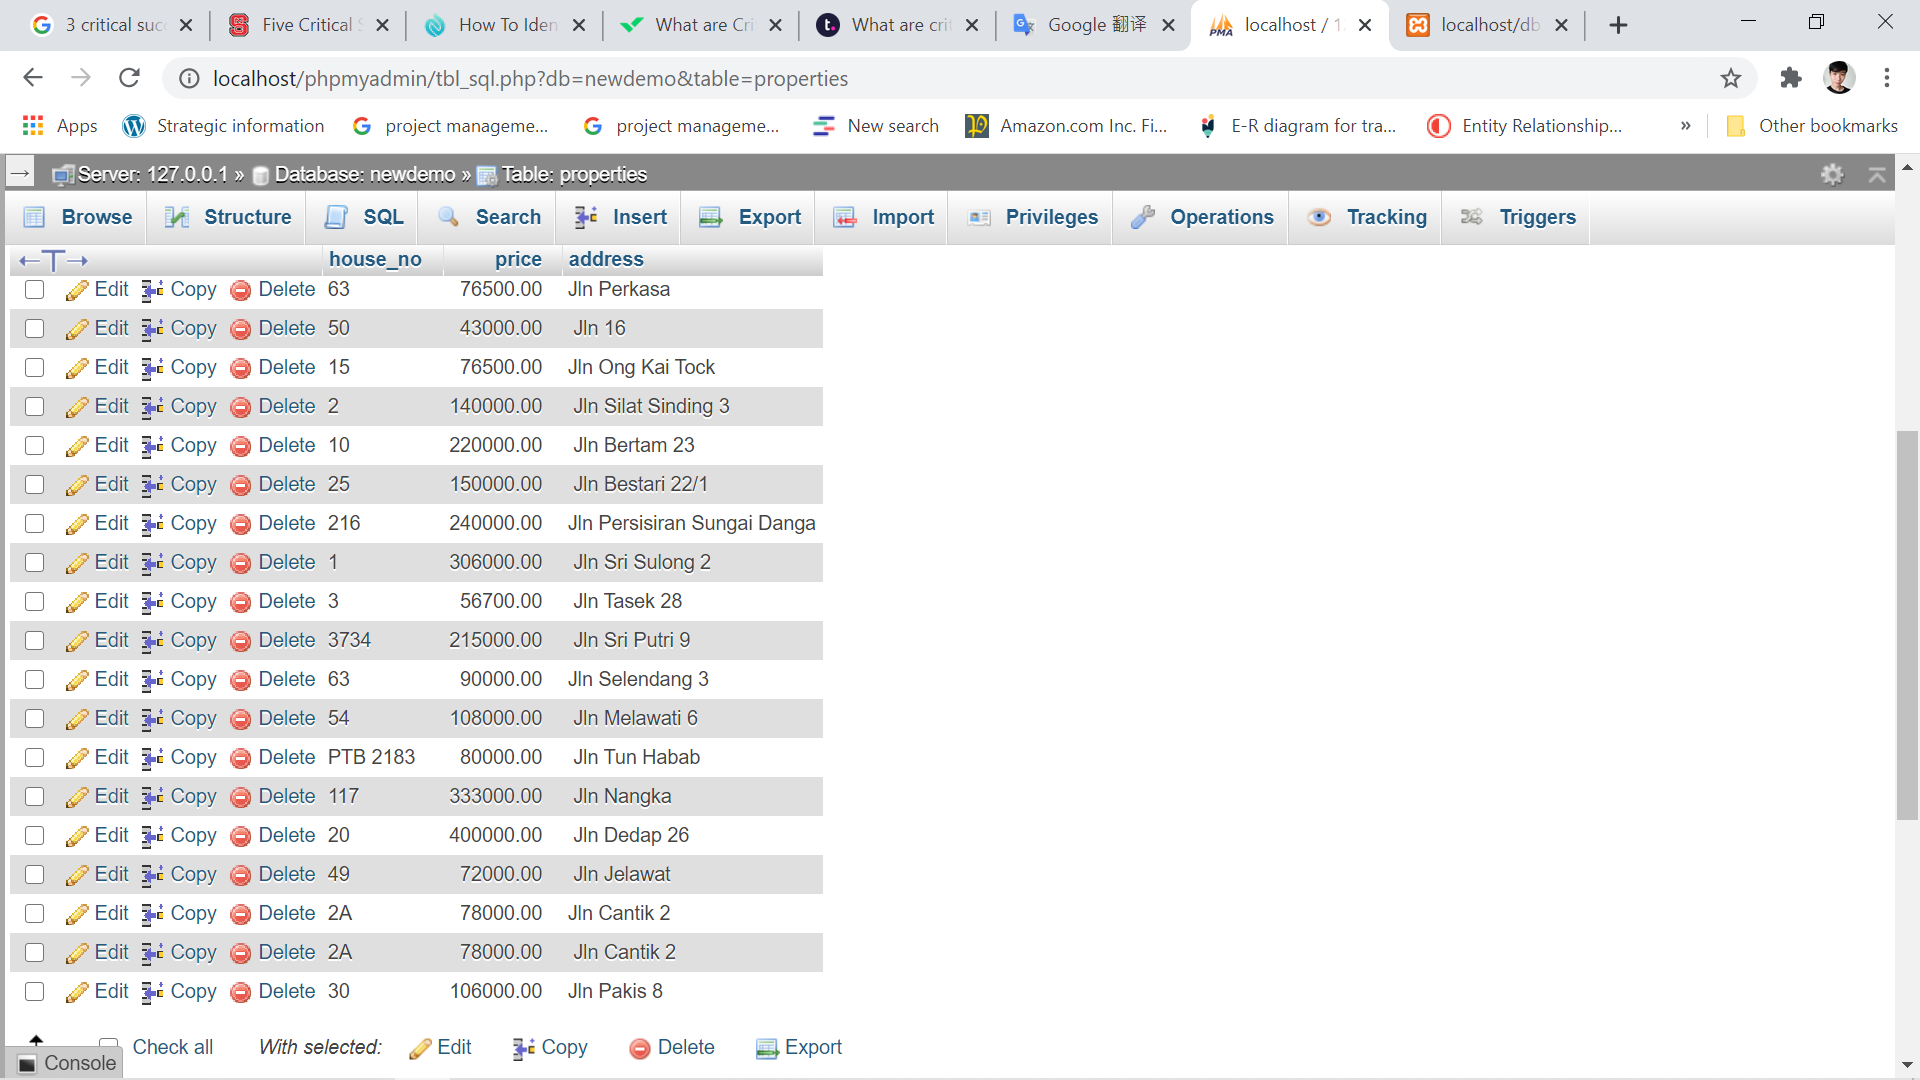 3 critical suc
Five Critical S
How To Iden
What are Cri
What are crit
Google 翻译
localhost / 12
localhost/db
localhost/phpmyadmin/tbl_sql.php?db=newdemo&table=properties
Apps
Strategic information
project manageme...
project manageme...
New search
Amazon.com Inc. Fi...
E-R diagram for tra...
Entity Relationship...
»
Other bookmarks
Server: 127.0.0.1 » Database: newdemo » Table: properties
Browse Structure SQL Search Insert Export Import Privileges Operations Tracking Triggers
←T→ house_no price address
Edit Copy Delete 63 76500.00 Jln Perkasa
Edit Copy Delete 50 43000.00 Jln 16
Edit Copy Delete 15 76500.00 Jln Ong Kai Tock
Edit Copy Delete 2 140000.00 Jln Silat Sinding 3
Edit Copy Delete 10 220000.00 Jln Bertam 23
Edit Copy Delete 25 150000.00 Jln Bestari 22/1
Edit Copy Delete 216 240000.00 Jln Persisiran Sungai Danga
Edit Copy Delete 1 306000.00 Jln Sri Sulong 2
Edit Copy Delete 3 56700.00 Jln Tasek 28
Edit Copy Delete 3734 215000.00 Jln Sri Putri 9
Edit Copy Delete 63 90000.00 Jln Selendang 3
Edit Copy Delete 54 108000.00 Jln Melawati 6
Edit Copy Delete PTB 2183 80000.00 Jln Tun Habab
Edit Copy Delete 117 333000.00 Jln Nangka
Edit Copy Delete 20 400000.00 Jln Dedap 26
Edit Copy Delete 49 72000.00 Jln Jelawat
Edit Copy Delete 2A 78000.00 Jln Cantik 2
Edit Copy Delete 2A 78000.00 Jln Cantik 2
Edit Copy Delete 30 106000.00 Jln Pakis 8
Check all With selected: Edit Copy Delete Export
Console